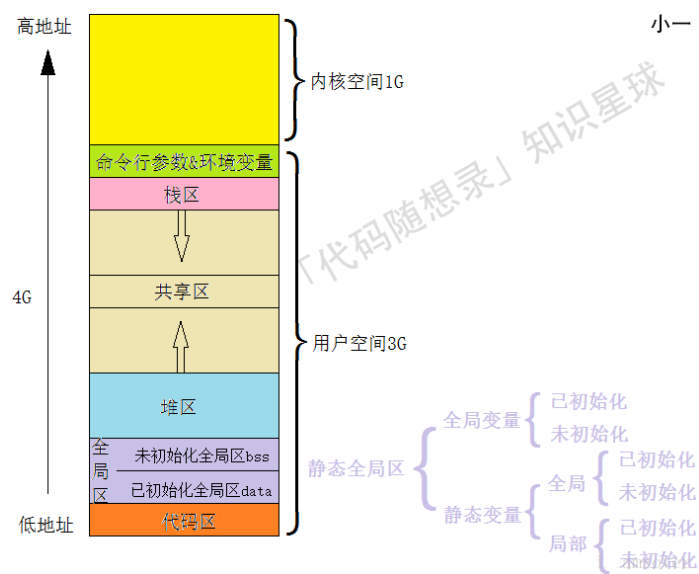 高地址
小一
内核空间1G
「代码随想录」知识星球
命令行参数&环境变量
栈区
共享区
4G
用户空间3G
堆区
全局区
未初始化全局区bss
已初始化全局区data
代码区
低地址
静态全局区
全局变量
已初始化
未初始化
静态变量
全局
已初始化
未初始化
局部
已初始化
未初始化